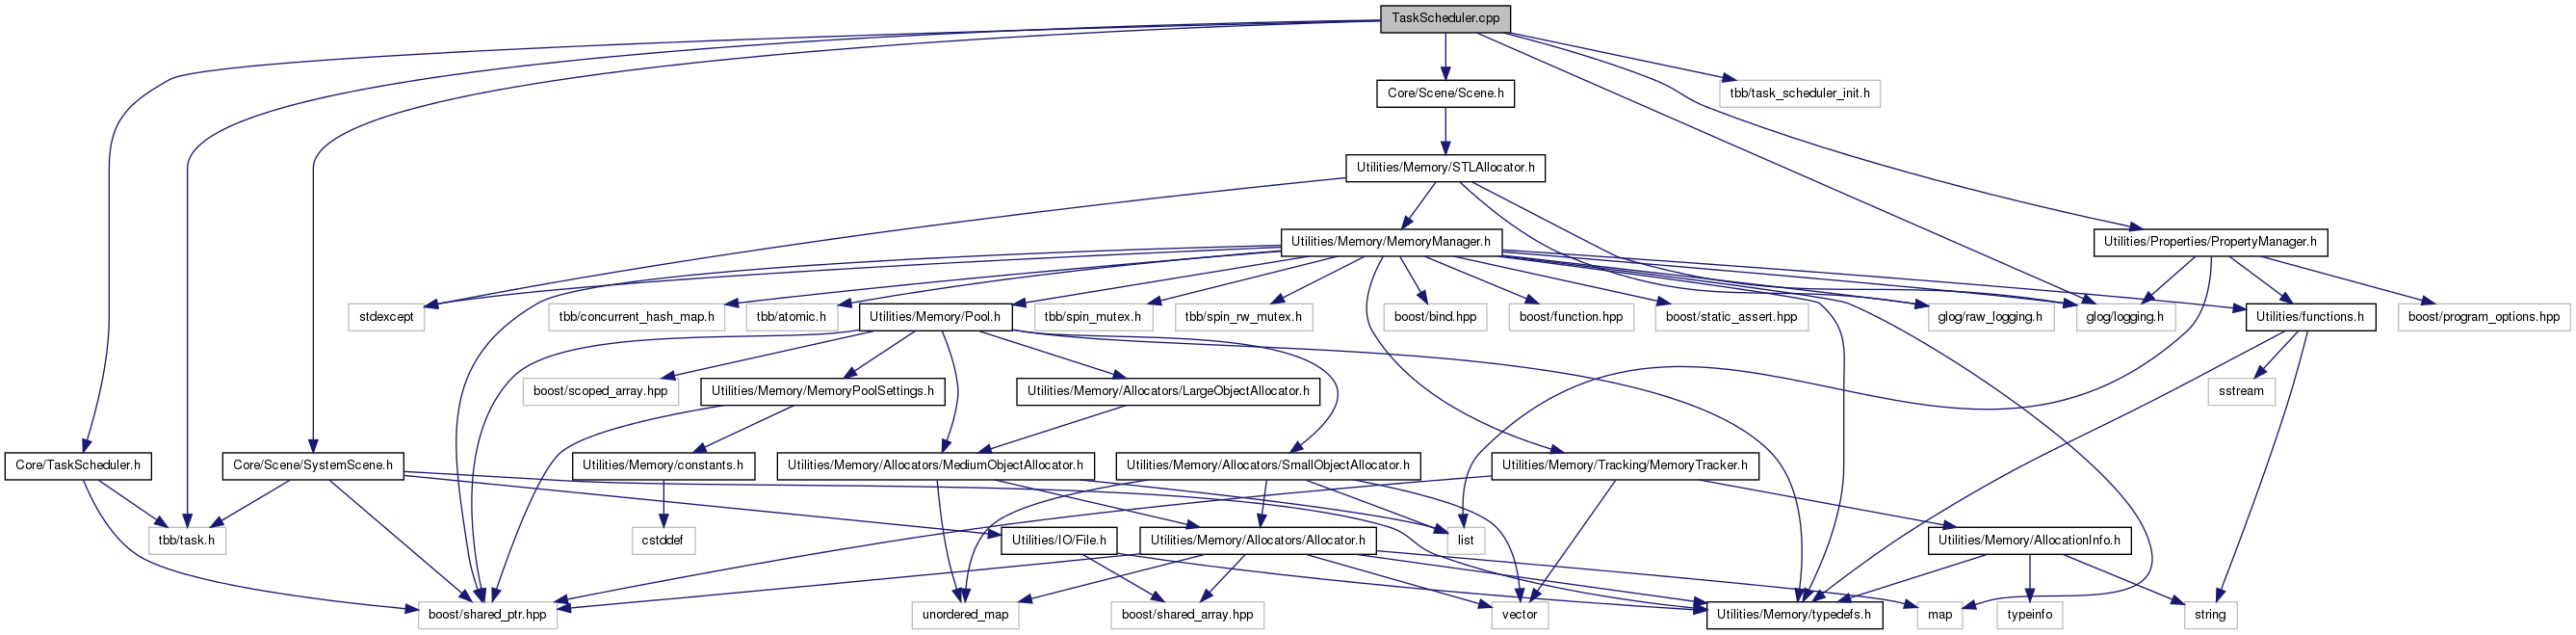 TaskScheduler.cpp
Core/Scene/Scene.h
tbb/task_scheduler_init.h
Utilities/Memory/STLAllocator.h
Utilities/Memory/MemoryManager.h
Utilities/Properties/PropertyManager.h
stdexcept
tbb/concurrent_hash_map.h
tbb/atomic.h
Utilities/Memory/Pool.h
tbb/spin_mutex.h
tbb/spin_rw_mutex.h
boost/bind.hpp
boost/function.hpp
boost/static_assert.hpp
glog/raw_logging.h
glog/logging.h
Utilities/functions.h
boost/program_options.hpp
boost/scoped_array.hpp
Utilities/Memory/MemoryPoolSettings.h
Utilities/Memory/Allocators/LargeObjectAllocator.h
sstream
Core/TaskScheduler.h
Core/Scene/SystemScene.h
Utilities/Memory/constants.h
Utilities/Memory/Allocators/MediumObjectAllocator.h
Utilities/Memory/Allocators/SmallObjectAllocator.h
Utilities/Memory/Tracking/MemoryTracker.h
tbb/task.h
cstddef
Utilities/IO/File.h
Utilities/Memory/Allocators/Allocator.h
list
Utilities/Memory/AllocationInfo.h
boost/shared_ptr.hpp
unordered_map
boost/shared_array.hpp
vector
Utilities/Memory/typedefs.h
map
typeinfo
string